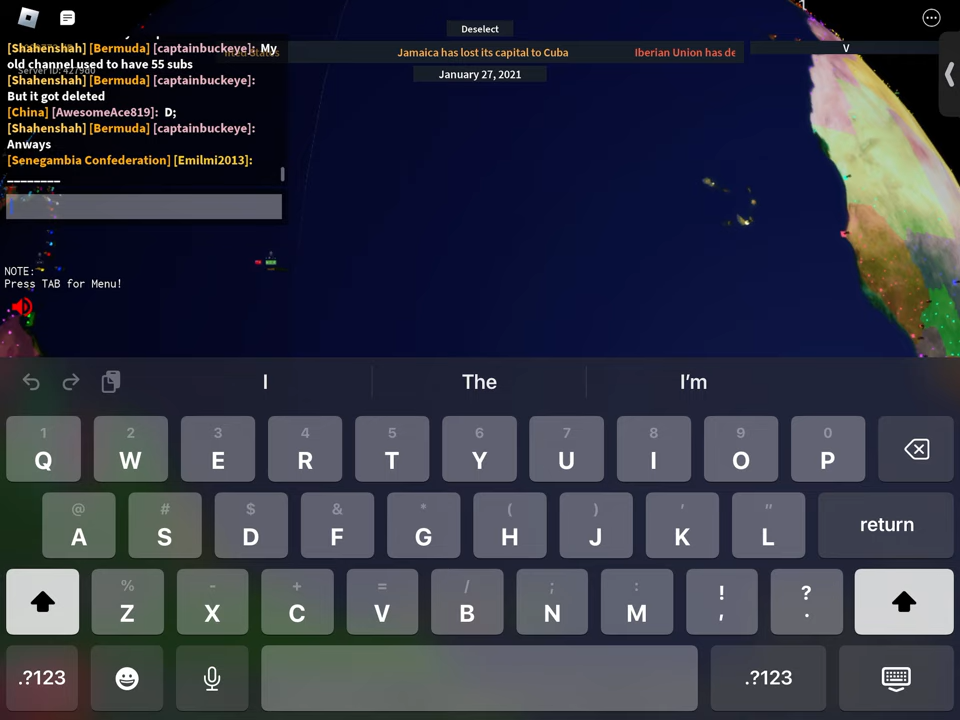 Deselect
Jamaica has lost its capital to Cuba
Iberian Union has de
V
January 27, 2021
[Shahenshah] [Bermuda] [captainbuckeye]: My
old channel used to have 55 subs
[Shahenshah] [Bermuda] [captainbuckeye]:
But it got deleted
[China] [AwesomeAce819]: D;
[Shahenshah] [Bermuda] [captainbuckeye]:
Anways
[Senegambia Confederation] [Emilmi2013]:
________
NOTE:
Press TAB for Menu!
I The I'm
1 2 3 4 5 6 7 8 9 0
Q W E R T Y U I O P
@ # $ & * ( ) ' "
A S D F G H J K L return
% - + = / ; : ! ?
Z X C V B N M , .
.?123 .?123